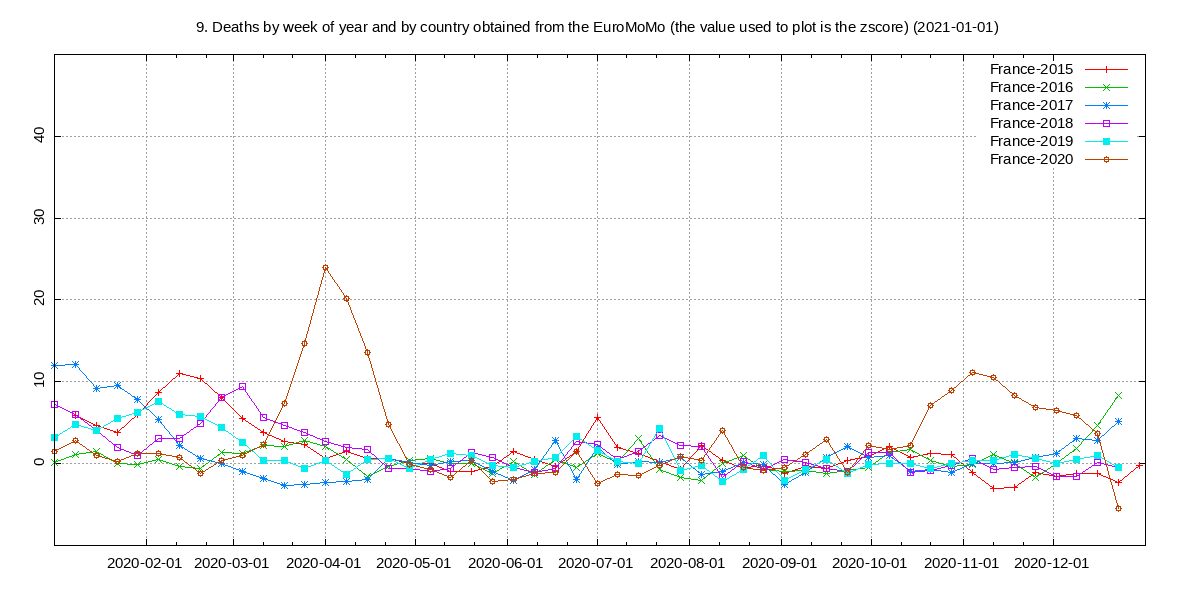 9. Deaths by week of year and by country obtained from the EuroMoMo (the value used to plot is the zscore) (2021-01-01)
France-2015
France-2016
France-2017
France-2018
France-2019
France-2020
40
30
20
10
0
2020-02-01 2020-03-01 2020-04-01 2020-05-01 2020-06-01 2020-07-01 2020-08-01 2020-09-01 2020-10-01 2020-11-01 2020-12-01